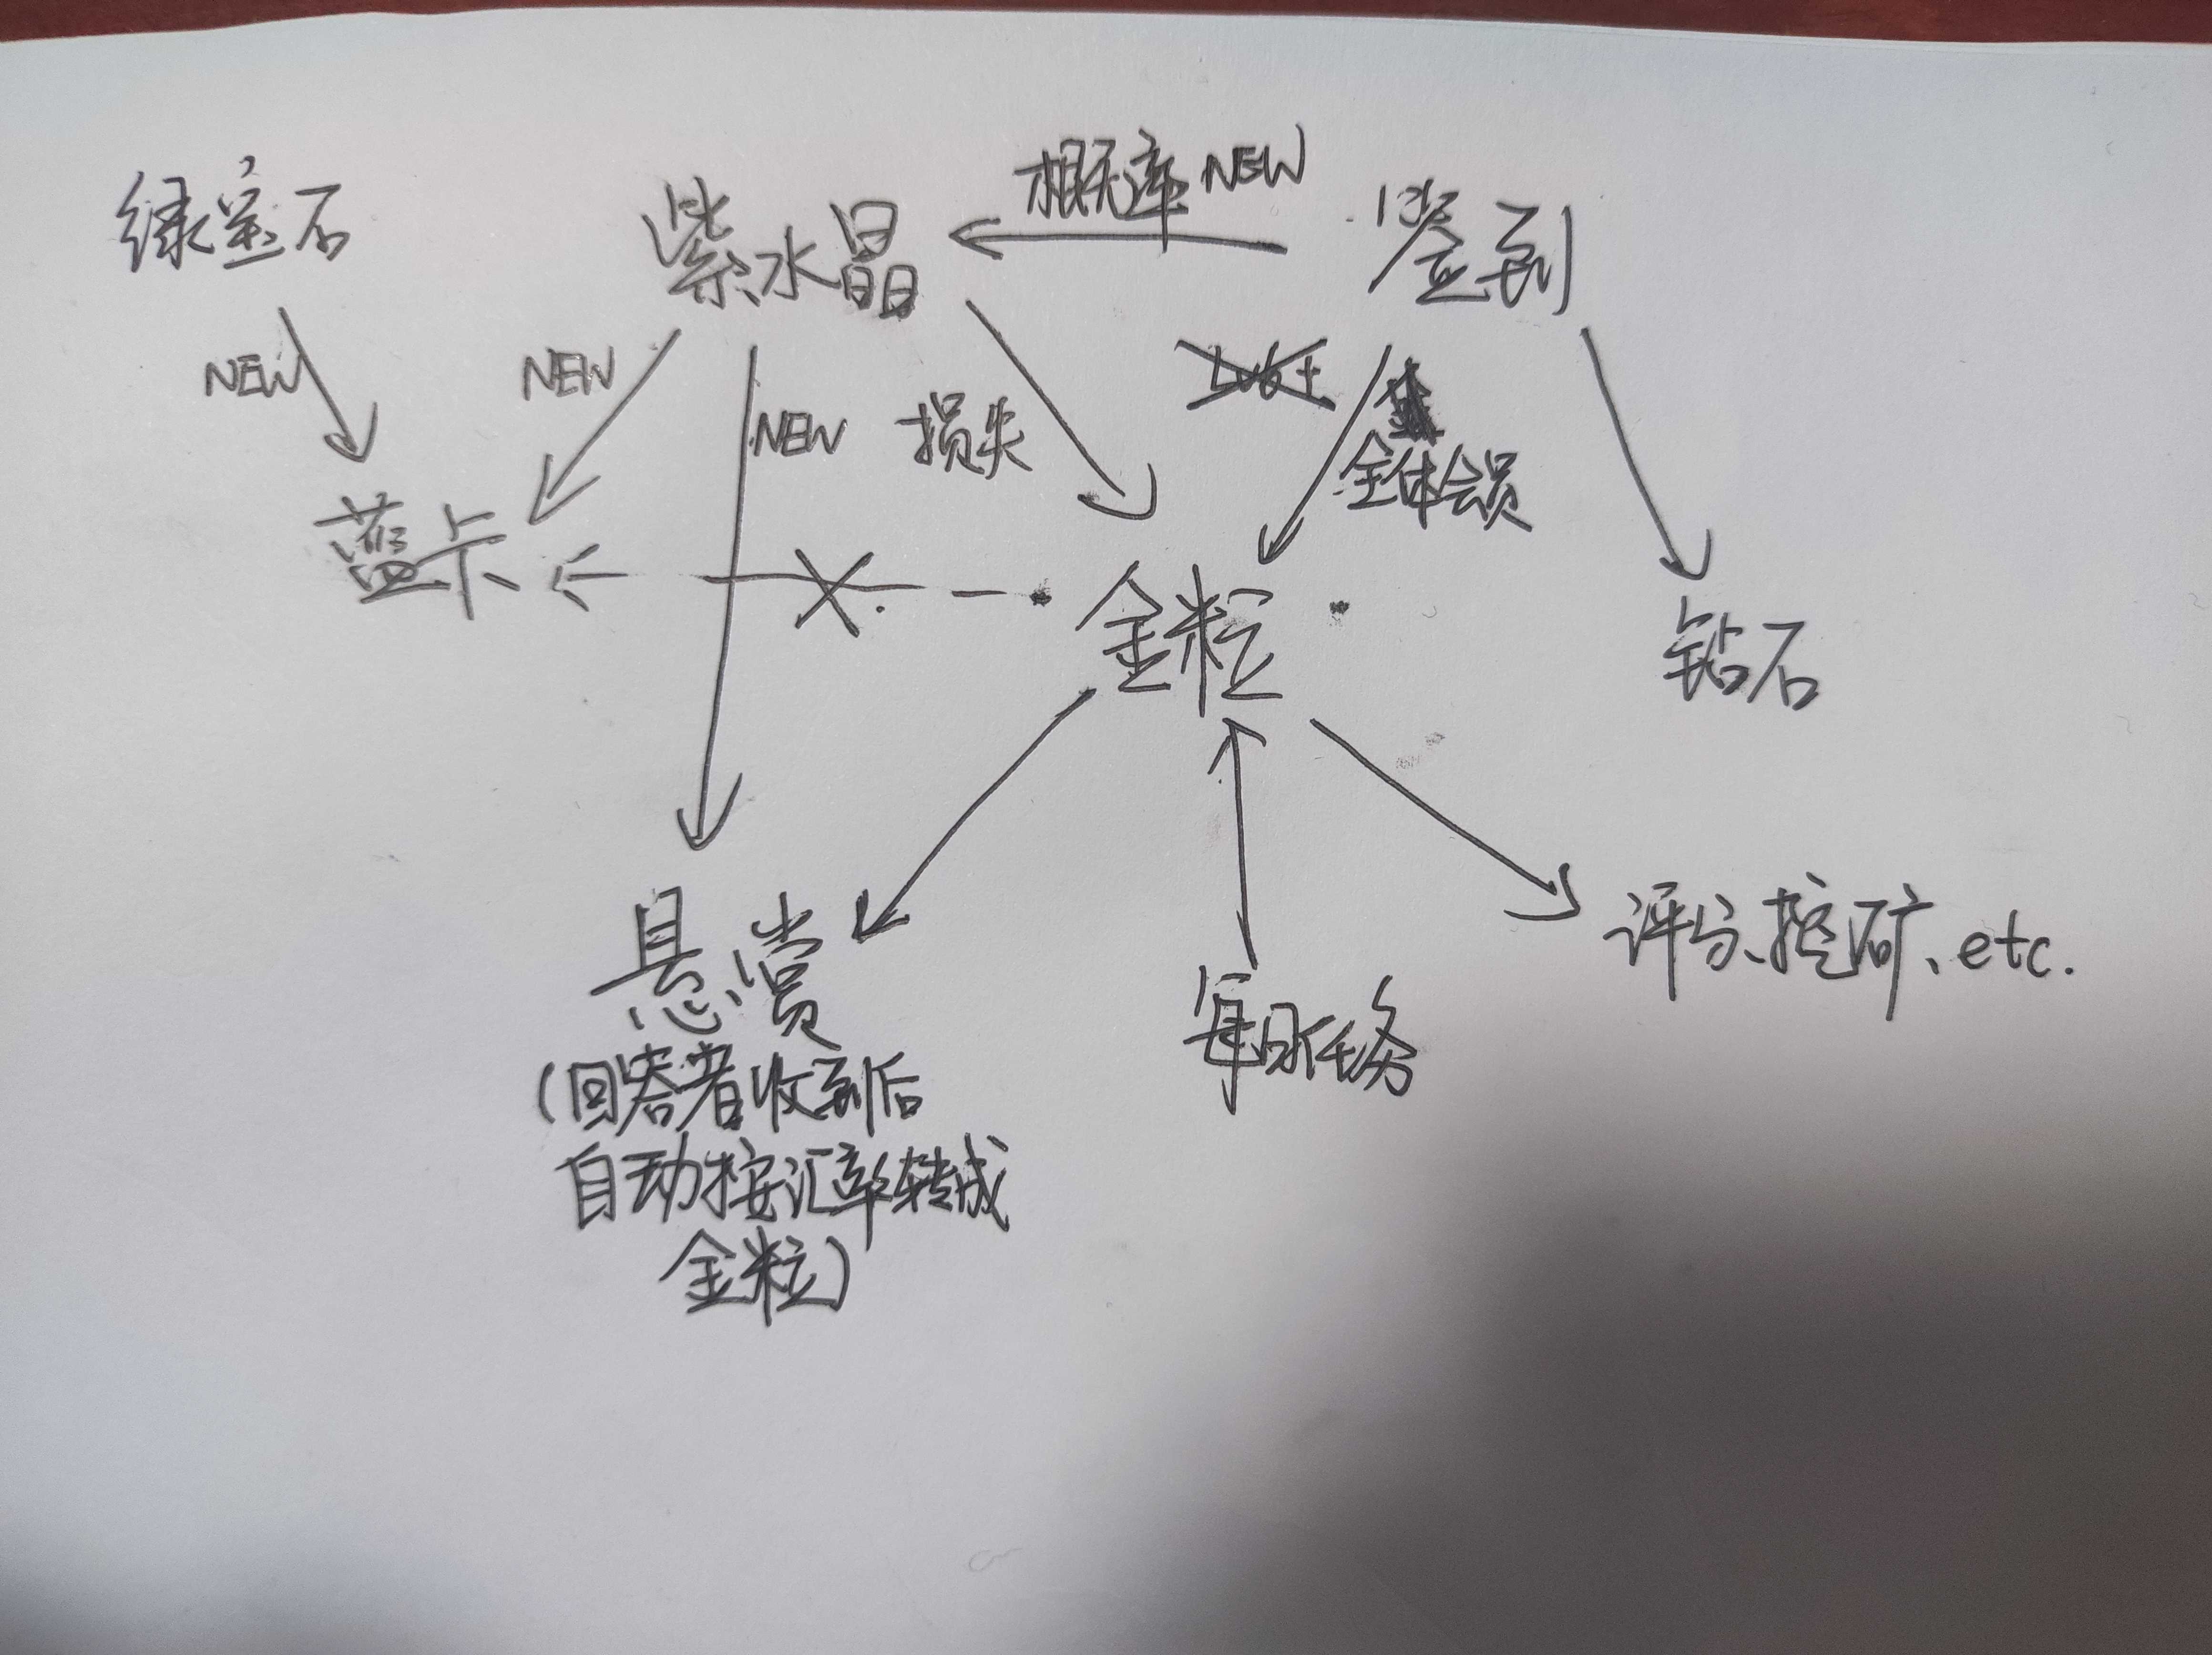 绿宝石
紫水晶
概率 NEW
签到
NEW
NEW
NEW
损失
全体会员
蓝卡
金粒
钻石
悬赏
(回答者收到后
自动按汇率转成
金粒)
每日任务
评分、挖矿、etc.